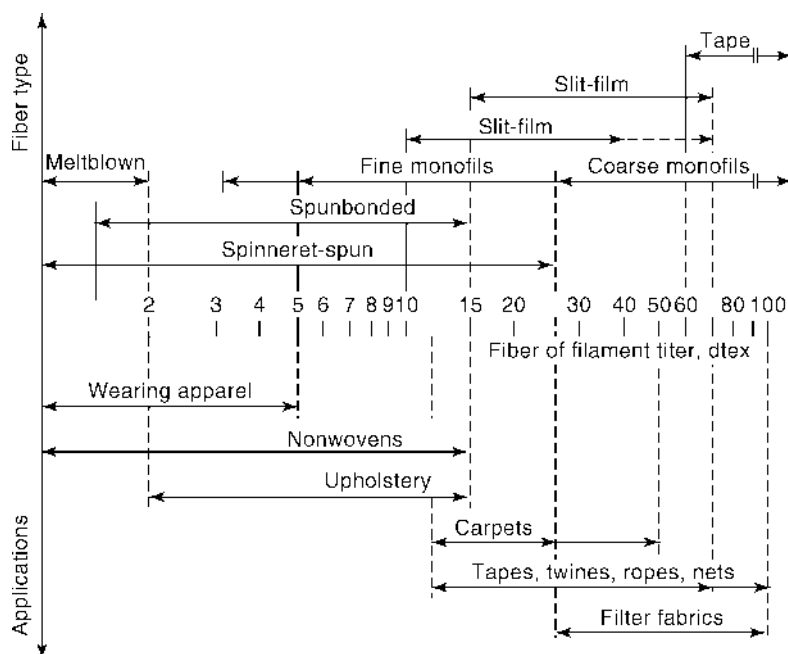 Fiber type
Tape
Slit-film
Slit-film
Meltblown
Fine monofils
Coarse monofils
Spunbonded
Spinneret-spun
2 3 4 5 6 7 8 9 10 15 20 30 40 50 60 80 100
Fiber of filament titer, dtex
Wearing apparel
Nonwovens
Upholstery
Carpets
Tapes, twines, ropes, nets
Filter fabrics
Applications